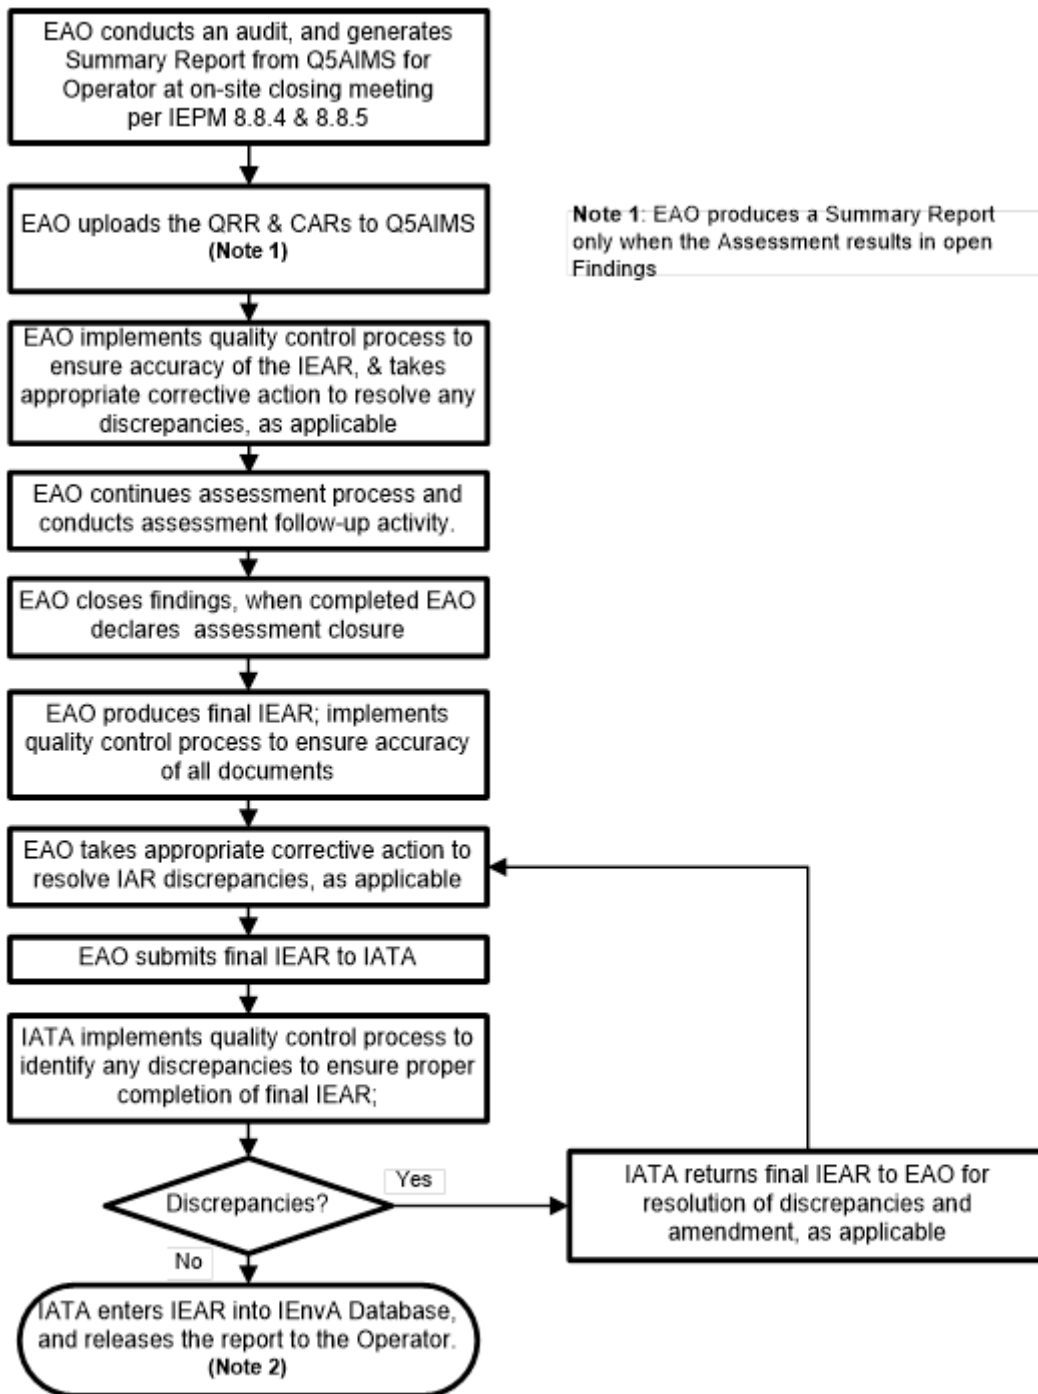 EAO conducts an audit, and generates
Summary Report from Q5AIMS for
Operator at on-site closing meeting
per IEPM 8.8.4 & 8.8.5
EAO uploads the QRR & CARs to Q5AIMS
(Note 1)
Note 1: EAO produces a Summary Report
only when the Assessment results in open
Findings
EAO implements quality control process to
ensure accuracy of the IEAR, & takes
appropriate corrective action to resolve any
discrepancies, as applicable
EAO continues assessment process and
conducts assessment follow-up activity.
EAO closes findings, when completed EAO
declares assessment closure
EAO produces final IEAR; implements
quality control process to ensure accuracy
of all documents
EAO takes appropriate corrective action to
resolve IAR discrepancies, as applicable
EAO submits final IEAR to IATA
IATA implements quality control process to
identify any discrepancies to ensure proper
completion of final IEAR;
Discrepancies?
Yes
IATA returns final IEAR to EAO for
resolution of discrepancies and
amendment, as applicable
No
IATA enters IEAR into IEnvA Database,
and releases the report to the Operator.
(Note 2)